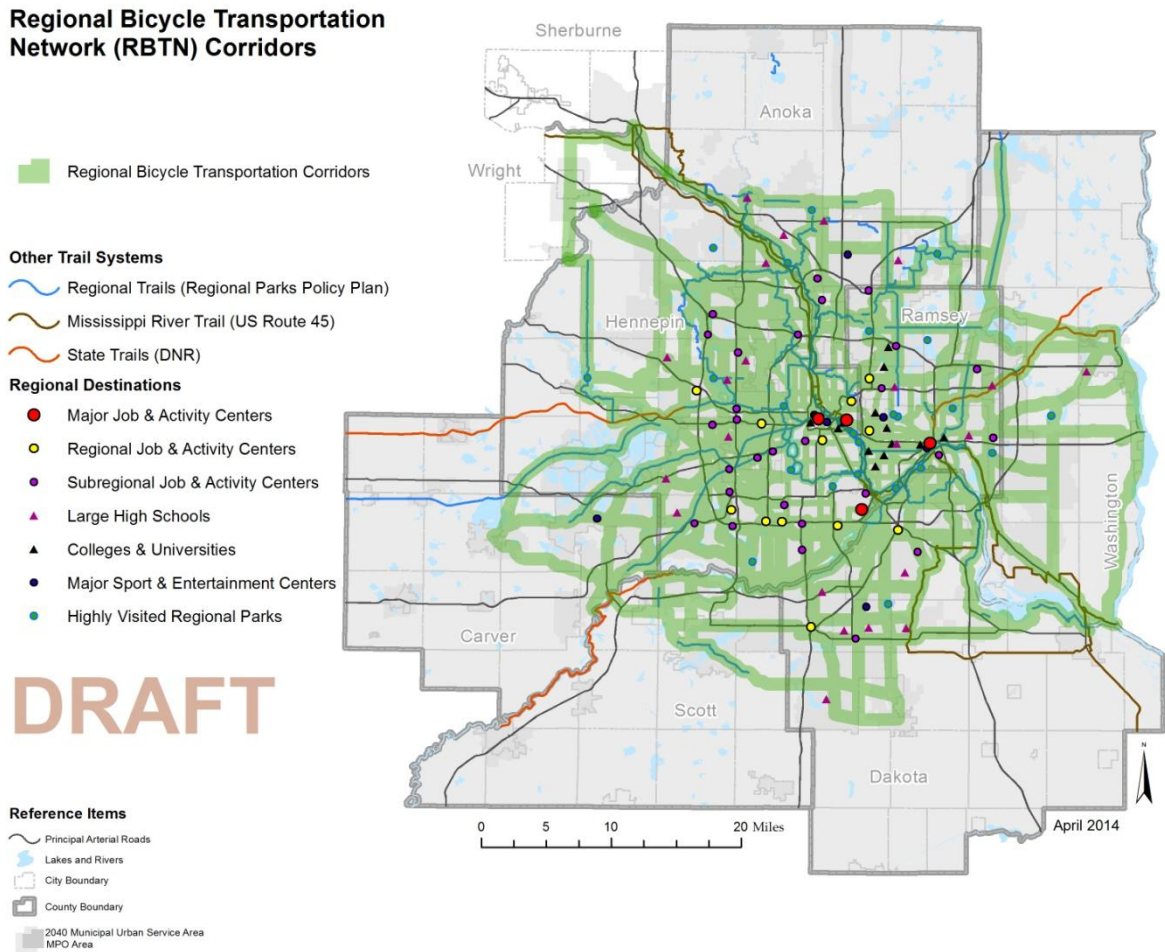 Regional Bicycle Transportation
Network (RBTN) Corridors
Regional Bicycle Transportation Corridors
Other Trail Systems
Regional Trails (Regional Parks Policy Plan)
Mississippi River Trail (US Route 45)
State Trails (DNR)
Regional Destinations
Major Job & Activity Centers
Regional Job & Activity Centers
Subregional Job & Activity Centers
Large High Schools
Colleges & Universities
Major Sport & Entertainment Centers
Highly Visited Regional Parks
DRAFT
Reference Items
Principal Arterial Roads
Lakes and Rivers
City Boundary
County Boundary
2040 Municipal Urban Service Area
MPO Area
Sherburne
Anoka
Wright
Hennepin
Ramsey
Washington
Carver
Scott
Dakota
N
0 5 10 20 Miles
April 2014